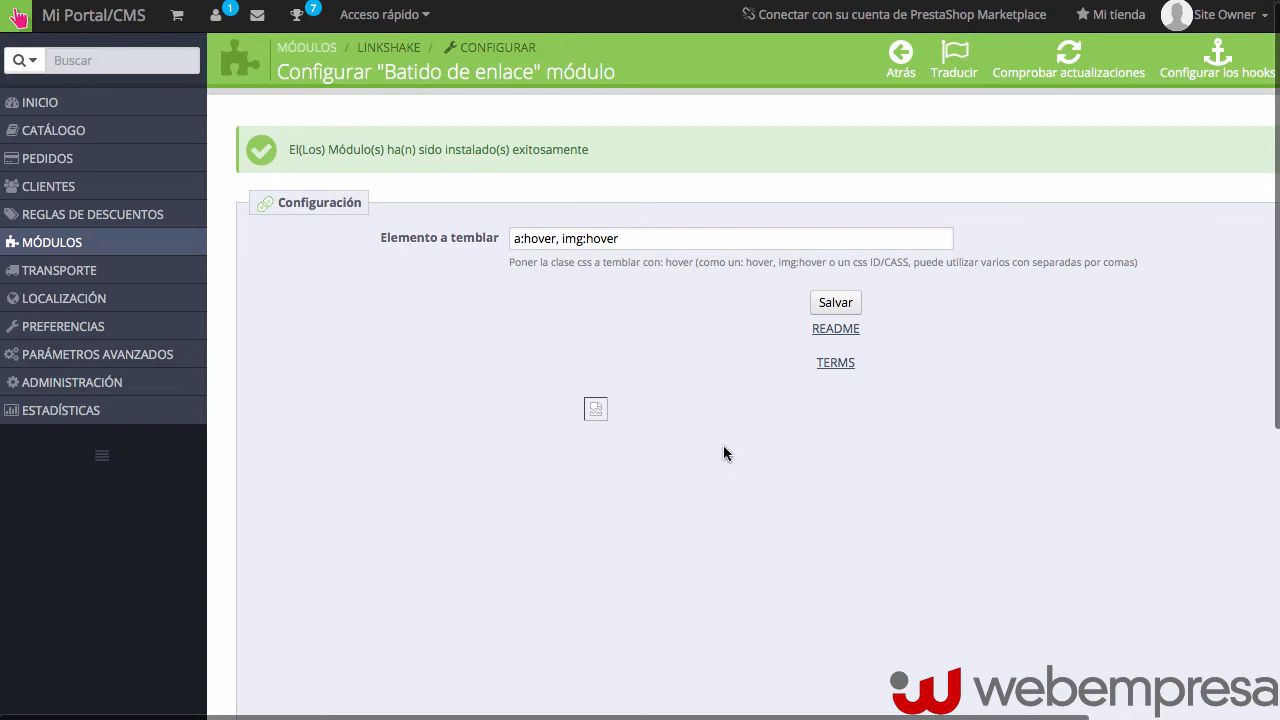 Mi Portal/CMS 1 7 Acceso rápido Conectar con su cuenta de PrestaShop Marketplace Mi tienda Site Owner
Buscar
INICIO
CATÁLOGO
PEDIDOS
CLIENTES
REGLAS DE DESCUENTOS
MÓDULOS
TRANSPORTE
LOCALIZACIÓN
PREFERENCIAS
PARÁMETROS AVANZADOS
ADMINISTRACIÓN
ESTADÍSTICAS
MÓDULOS / LINKSHAKE / CONFIGURAR
Configurar "Batido de enlace" módulo
Atrás Traducir Comprobar actualizaciones Configurar los hooks
El(Los) Módulo(s) ha(n) sido instalado(s) exitosamente
Configuración
Elemento a temblar a:hover, img:hover
Poner la clase css a temblar con: hover (como un: hover, img:hover o un css ID/CASS, puede utilizar varios con separadas por comas)
Salvar
README
TERMS
webempresa